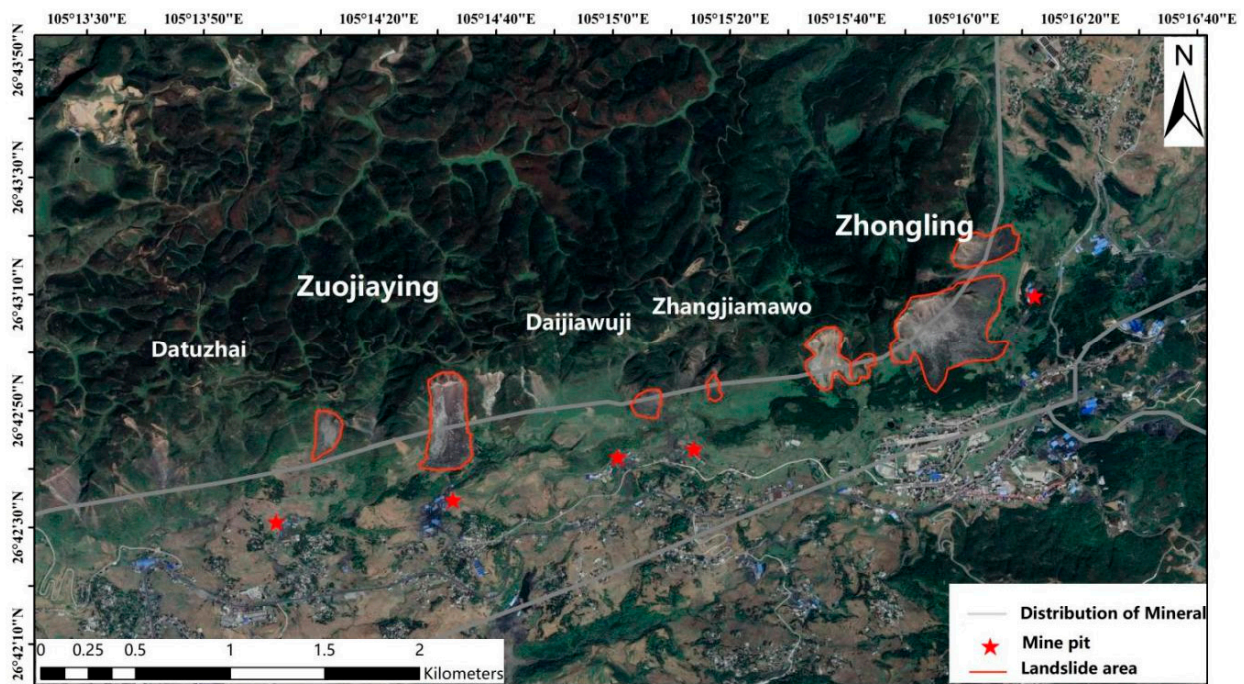 105°13'30"E 105°13'50"E 105°14'20"E 105°14'40"E 105°15'00"E 105°15'20"E 105°15'40"E 105°16'00"E 105°16'20"E 105°16'40"E
26°43'50"N
N
26°43'30"N
Zhongling
26°43'10"N
Zuojiaying
Zhangjiamawo
Daijiawuji
Datuzhai
26°42'50"N
26°42'30"N
26°42'10"N
Distribution of Mineral
Mine pit
Landslide area
0 0.25 0.5 1 1.5 2
Kilometers